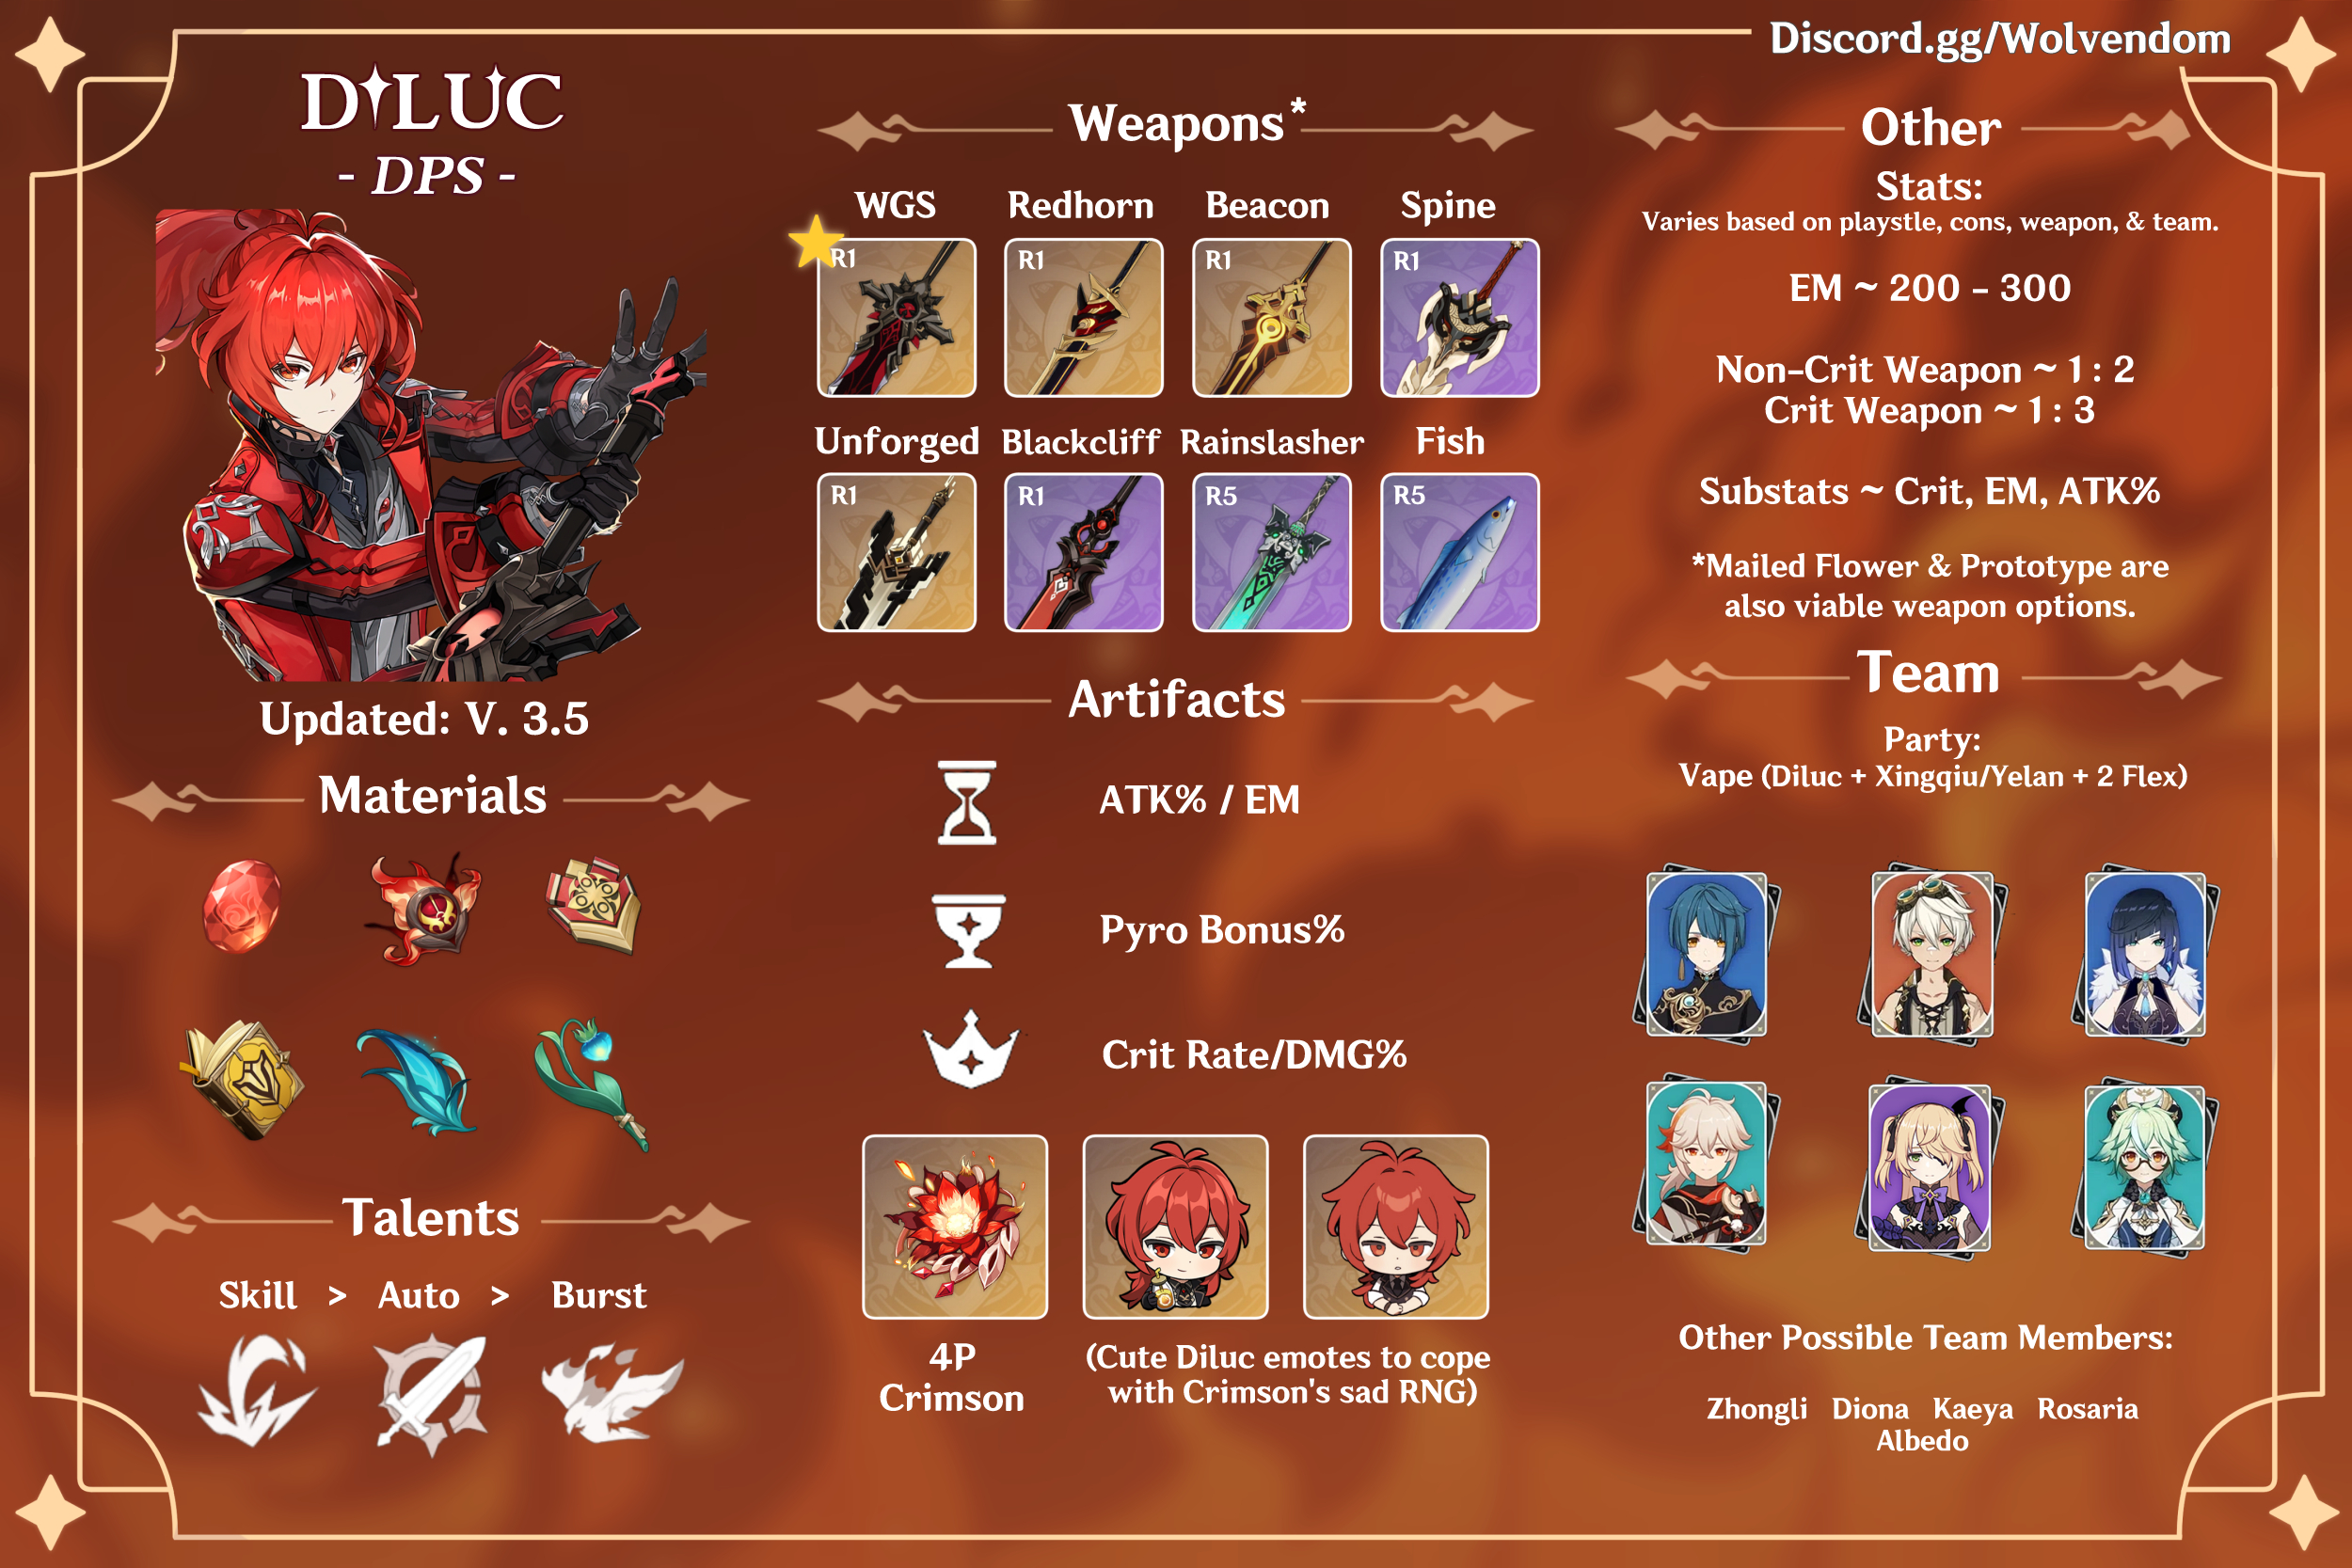 Discord.gg/Wolvendom
DILUC
- DPS -
Updated: V. 3.5
Materials
Talents
Skill > Auto > Burst
Weapons*
WGS Redhorn Beacon Spine
R1 R1 R1 R1
Unforged Blackcliff Rainslasher Fish
R1 R1 R5 R5
Artifacts
ATK% / EM
Pyro Bonus%
Crit Rate/DMG%
4P
Crimson
(Cute Diluc emotes to cope
with Crimson's sad RNG)
Other
Stats:
Varies based on playstle, cons, weapon, & team.
EM ~ 200 - 300
Non-Crit Weapon ~ 1 : 2
Crit Weapon ~ 1 : 3
Substats ~ Crit, EM, ATK%
*Mailed Flower & Prototype are
also viable weapon options.
Team
Party:
Vape (Diluc + Xingqiu/Yelan + 2 Flex)
Other Possible Team Members:
Zhongli Diona Kaeya Rosaria
Albedo